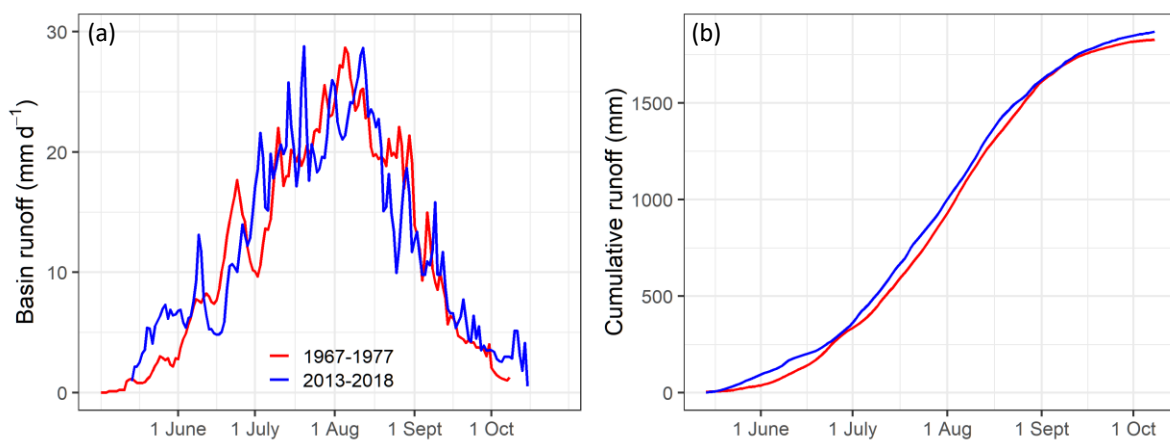 (a)
Basin runoff (mm d⁻¹)
30
20
10
0
1967-1977
2013-2018
1 June 1 July 1 Aug 1 Sept 1 Oct
(b)
Cumulative runoff (mm)
1500
1000
500
0
1 June 1 July 1 Aug 1 Sept 1 Oct